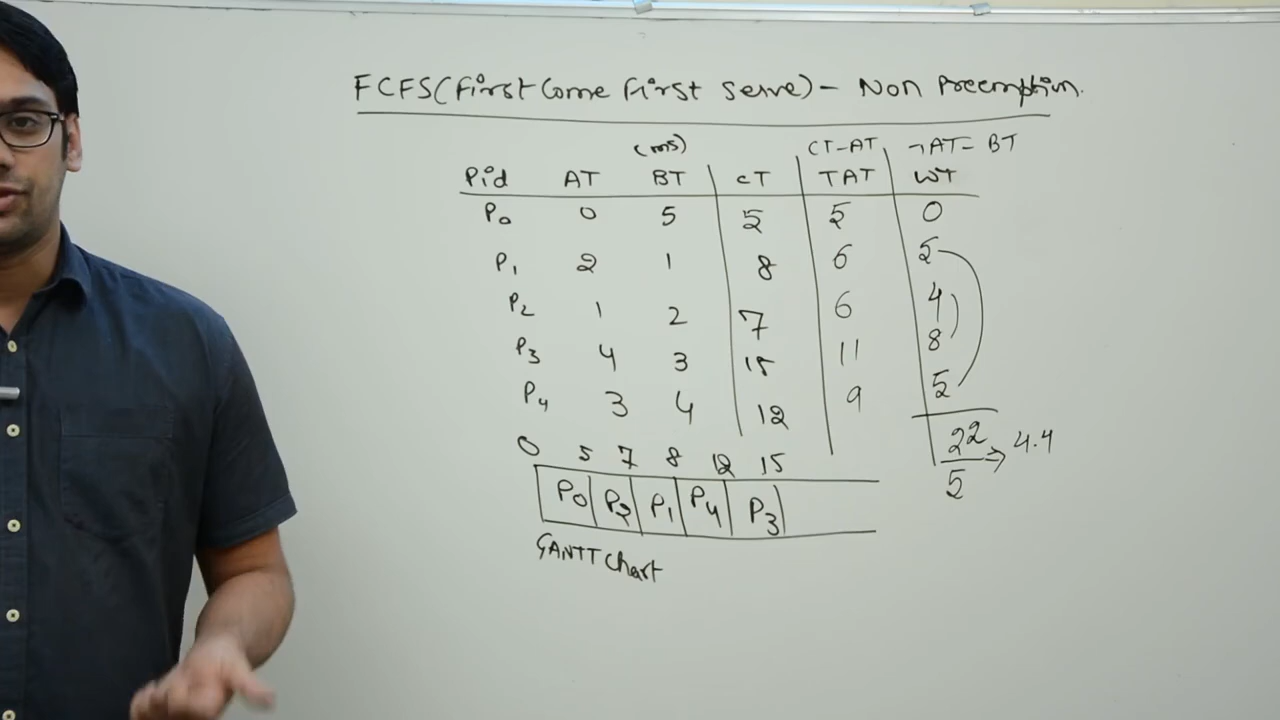 FCFS(First Come First Serve) - Non Preemption.
(ms) CT-AT TAT- BT
Pid AT BT CT TAT WT
P0 0 5 5 5 0
P1 2 1 8 6 5
P2 1 2 7 6 4
P3 4 3 15 11 8
P4 3 4 12 9 5
22/5 → 4.4
0 5 7 8 12 15
P0 P2 P1 P4 P3
GANTT Chart